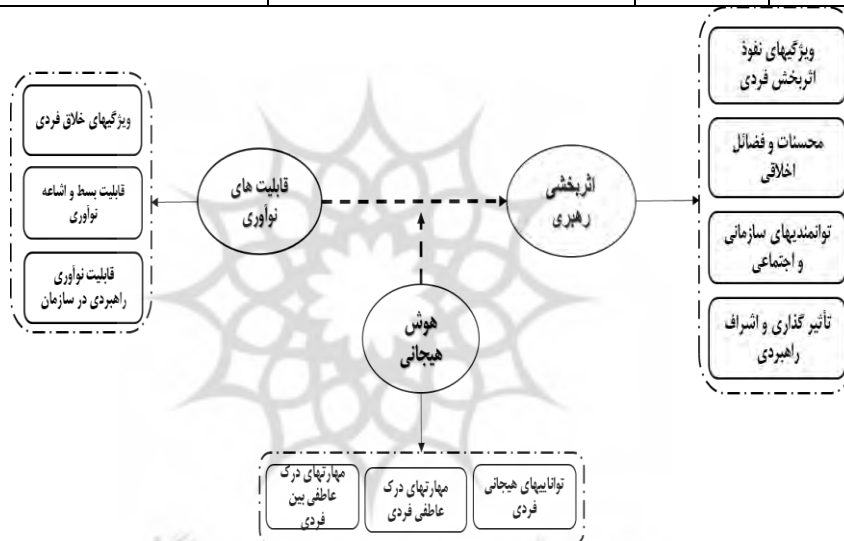 ویژگیهای نفوذ
اثربخش فردی
محسنات و فضائل
اخلاقی
توانمندیهای سازمانی
و اجتماعی
تأثیر گذاری و اشراف
راهبردی
اثربخشی
رهبری
قابلیت های
نوآوری
ویژگیهای خلاق فردی
قابلیت بسط و اشاعه
نوآوری
قابلیت نوآوری
راهبردی در سازمان
هوش
هیجانی
تواناییهای هیجانی
فردی
مهارتهای درک
عاطفی فردی
مهارتهای درک
عاطفی بین
فردی